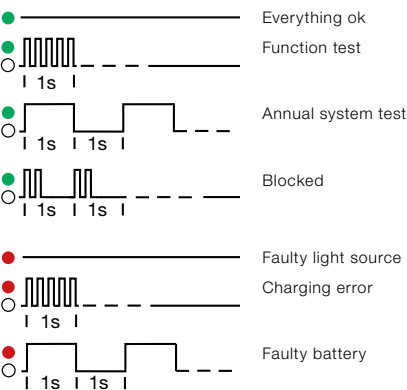 Everything ok
Function test
1s
Annual system test
1s 1s
Blocked
1s 1s
Faulty light source
Charging error
1s
Faulty battery
1s 1s